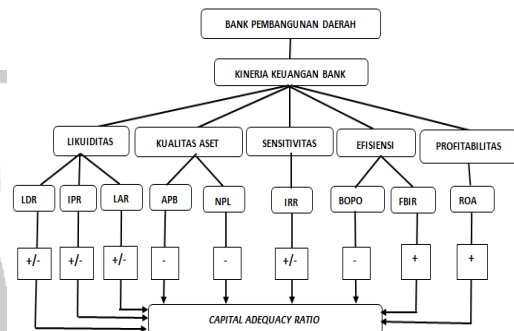 BANK PEMBANGUNAN DAERAH
KINERJA KEUANGAN BANK
LIKUIDITAS
KUALITAS ASET
SENSITIVITAS
EFISIENSI
PROFITABILITAS
LDR
IPR
LAR
APB
NPL
IRR
BOPO
FBIR
ROA
+/-
+/-
+/-
-
-
+/-
-
+
+
CAPITAL ADEQUACY RATIO